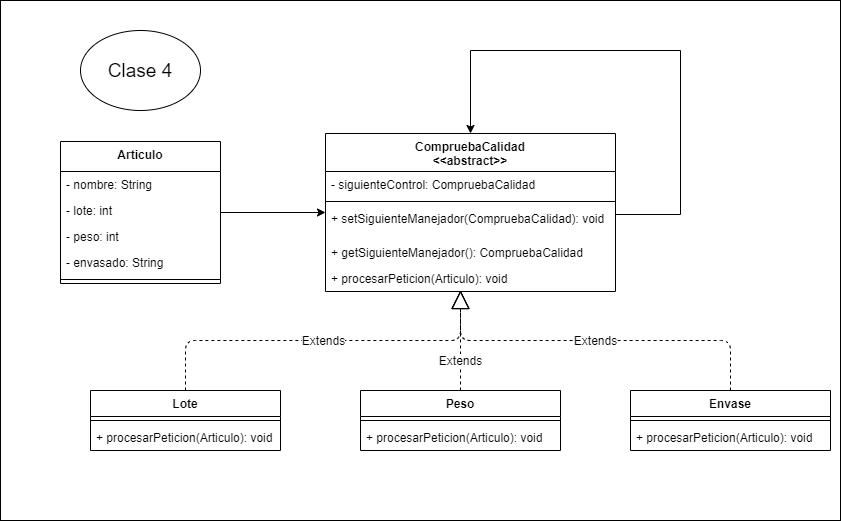 Clase 4
Articulo
- nombre: String
- lote: int
- peso: int
- envasado: String
CompruebaCalidad
<<abstract>>
- siguienteControl: CompruebaCalidad
+ setSiguienteManejador(CompruebaCalidad): void
+ getSiguienteManejador(): CompruebaCalidad
+ procesarPeticion(Articulo): void
Extends
Extends
Extends
Lote
+ procesarPeticion(Articulo): void
Peso
+ procesarPeticion(Articulo): void
Envase
+ procesarPeticion(Articulo): void